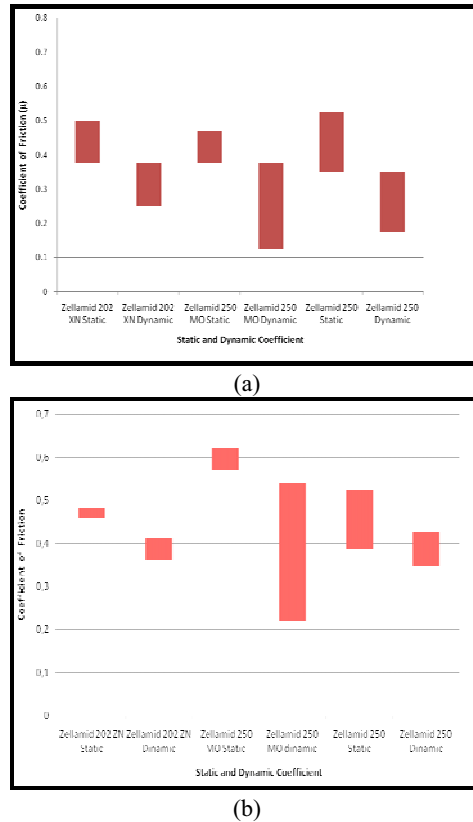 0.8
0.7
0.6
0.5
0.4
0.3
0.2
0.1
0
Coefficient of Friction (µ)
Zellamid 202 Zellamid 202 Zellamid 250 Zellamid 250 Zellamid 250 Zellamid 250
XN Static XN Dynamic MO Static MO Dynamic Static Dynamic
Static and Dynamic Coefficient
(a)
0,7
0,6
0,5
0,4
0,3
0,2
0,1
0
Coefficient of Friction
Zellamid 202 ZN Zellamid 202 ZN Zellamid 250 Zellamid 250 Zellamid 250 Zellamid 250
Static Dinamic MO Static MO dinamic Static Dinamic
Static and Dynamic Coefficient
(b)